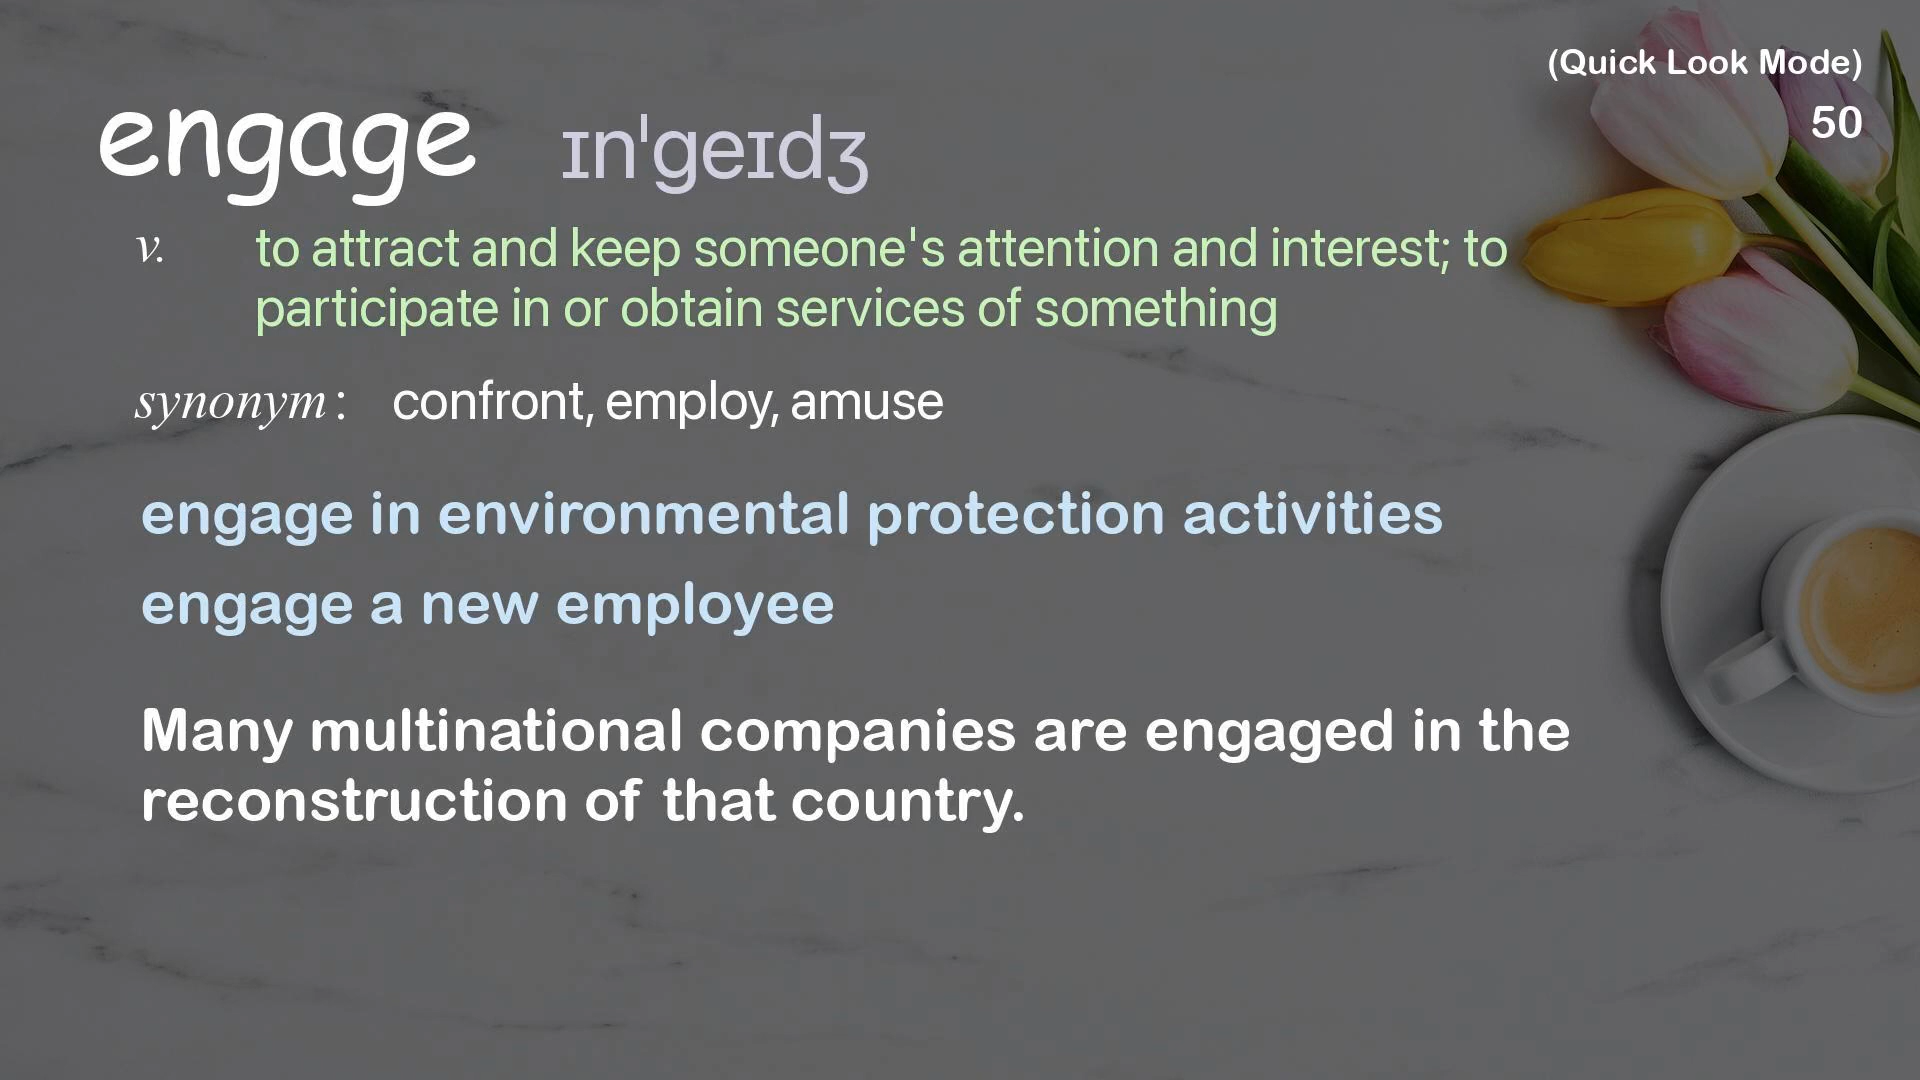 (Quick Look Mode)
50
engage ɪnˈɡeɪdʒ
v. to attract and keep someone's attention and interest; to
participate in or obtain services of something
synonym: confront, employ, amuse
engage in environmental protection activities
engage a new employee
Many multinational companies are engaged in the
reconstruction of that country.